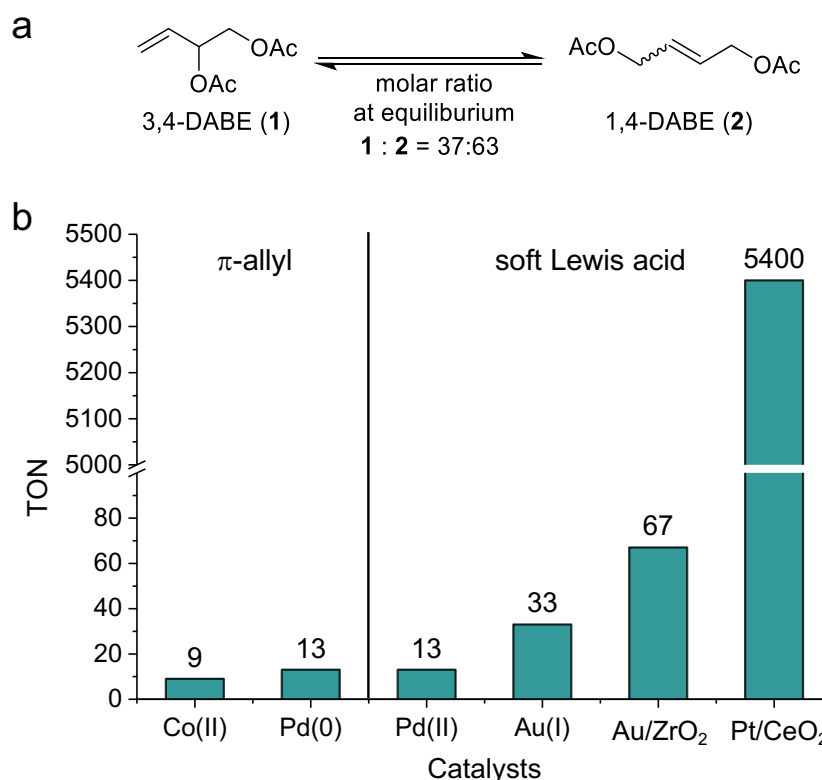 a
OAc
OAc
3,4-DABE (1)
molar ratio
at equiliburium
1 : 2 = 37:63
AcO
OAc
1,4-DABE (2)
b
π-allyl
soft Lewis acid
TON
5500
5400
5300
5200
5100
5000
80
60
40
20
0
9
13
13
33
67
5400
Co(II)
Pd(0)
Pd(II)
Au(I)
Au/ZrO₂
Pt/CeO₂
Catalysts